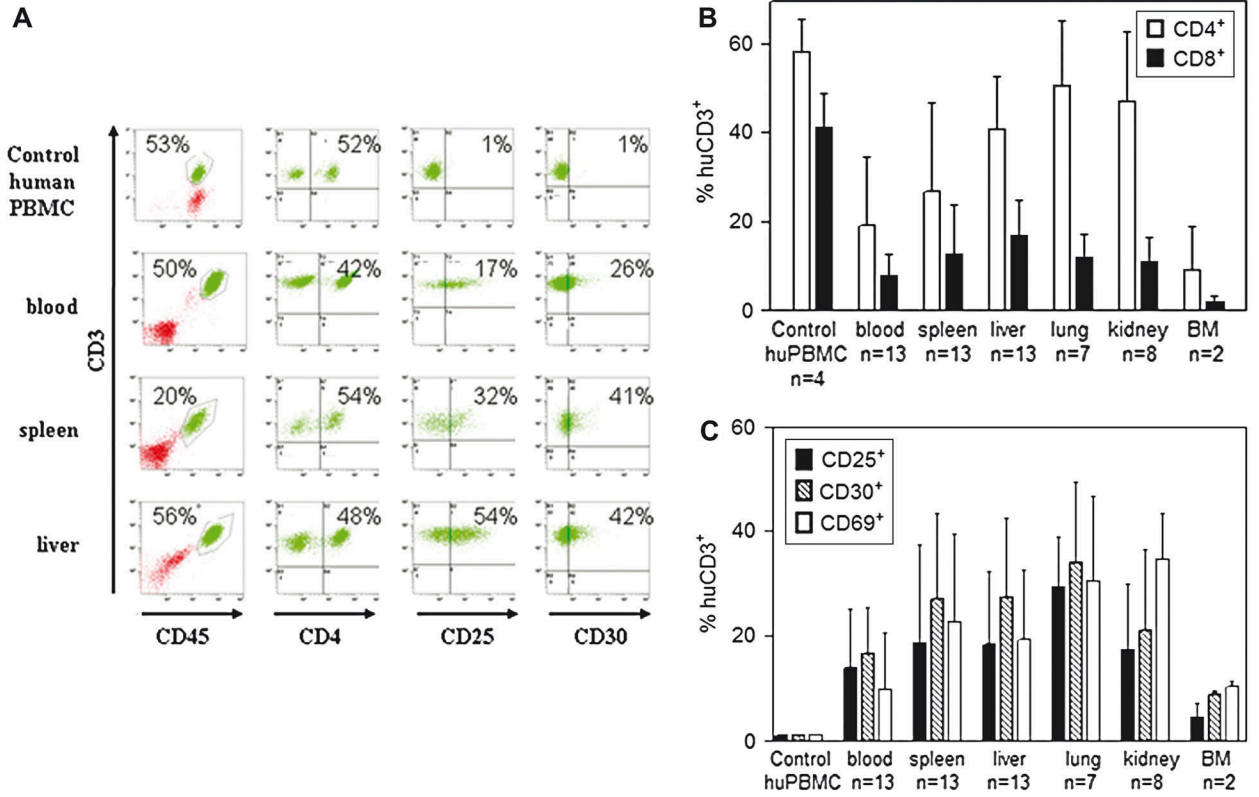 A
Control
human
PBMC
53%
52%
1%
1%
blood
50%
42%
17%
26%
spleen
20%
54%
32%
41%
liver
56%
48%
54%
42%
CD3
CD45
CD4
CD25
CD30
B
% huCD3+
60
40
20
0
CD4+
CD8+
Control
huPBMC
n=4
blood
n=13
spleen
n=13
liver
n=13
lung
n=7
kidney
n=8
BM
n=2
C
% huCD3+
60
40
20
0
CD25+
CD30+
CD69+
Control
huPBMC
blood
n=13
spleen
n=13
liver
n=13
lung
n=7
kidney
n=8
BM
n=2